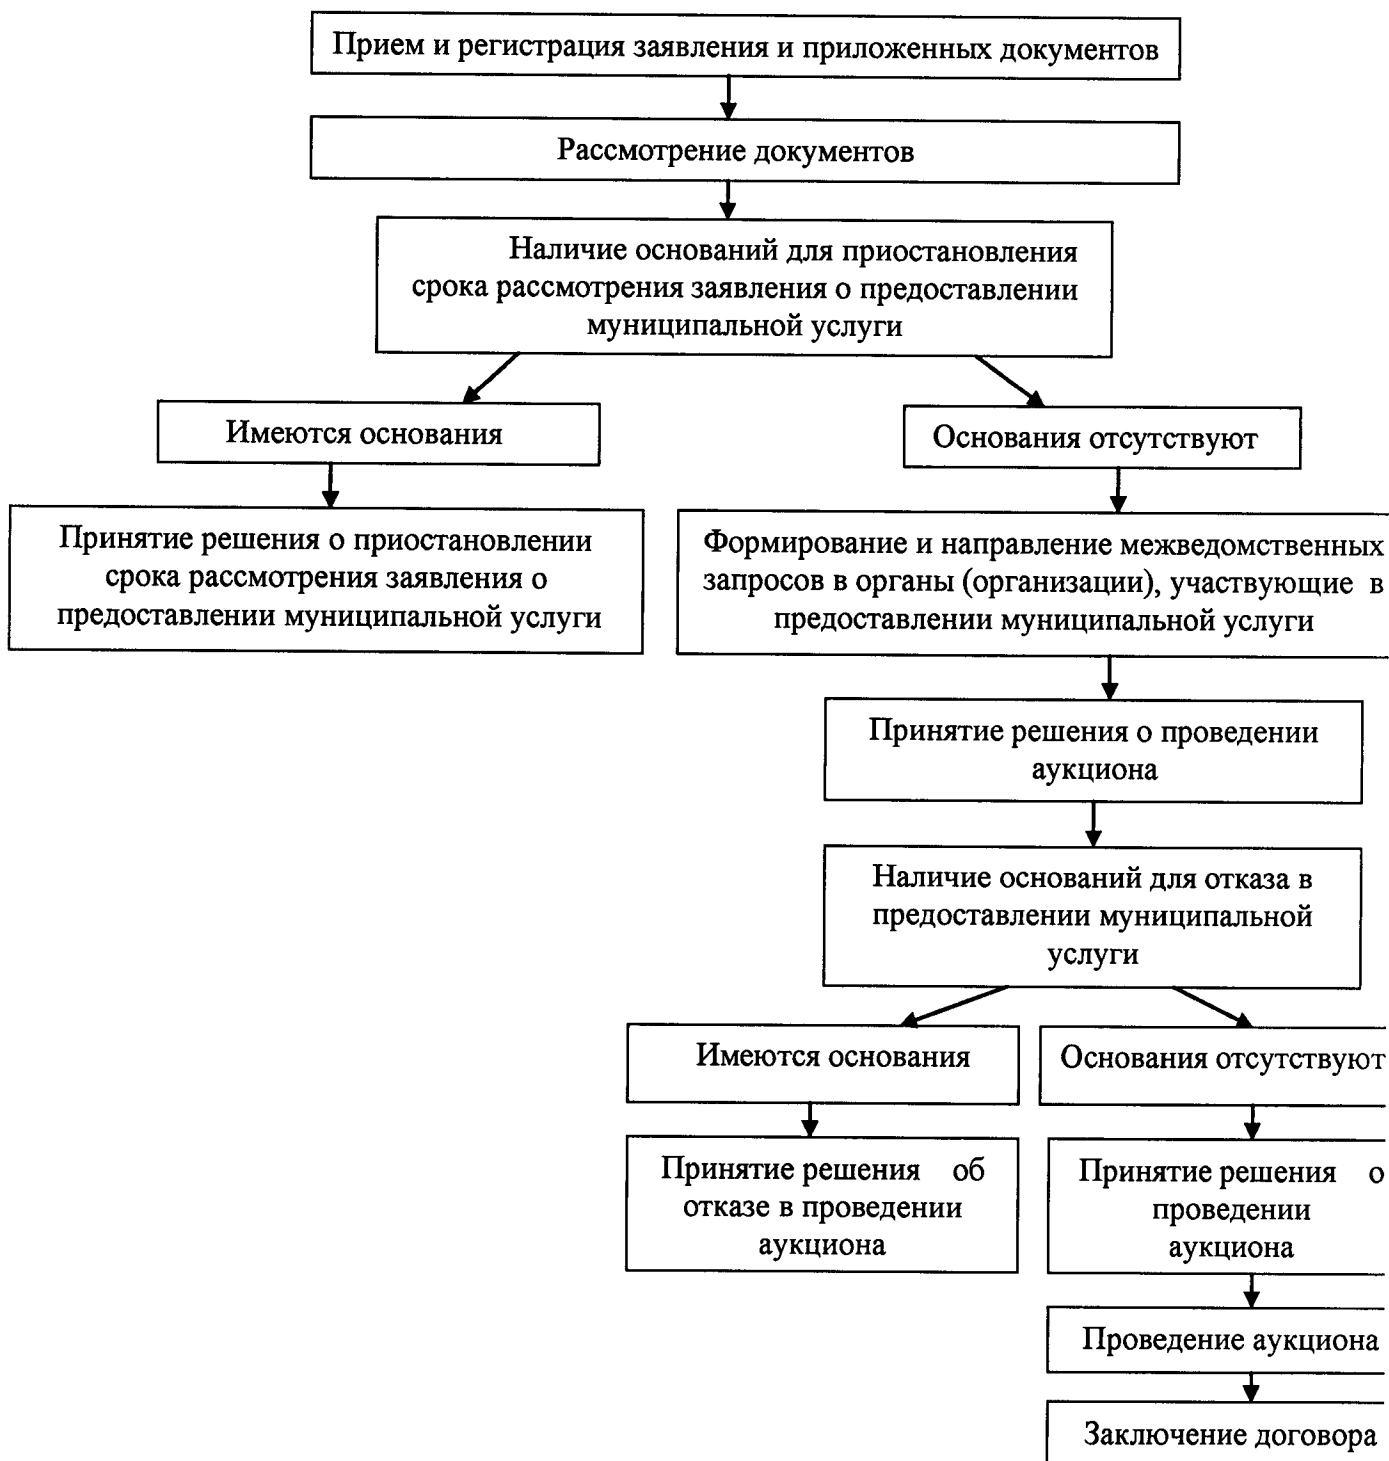 Прием и регистрация заявления и приложенных документов
Рассмотрение документов
Наличие оснований для приостановления
срока рассмотрения заявления о предоставлении
муниципальной услуги
Имеются основания
Основания отсутствуют
Принятие решения о приостановлении
срока рассмотрения заявления о
предоставлении муниципальной услуги
Формирование и направление межведомственных
запросов в органы (организации), участвующие в
предоставлении муниципальной услуги
Принятие решения о проведении
аукциона
Наличие оснований для отказа в
предоставлении муниципальной
услуги
Имеются основания
Основания отсутствуют
Принятие решения об
отказе в проведении
аукциона
Принятие решения о
проведении
аукциона
Проведение аукциона
Заключение договора